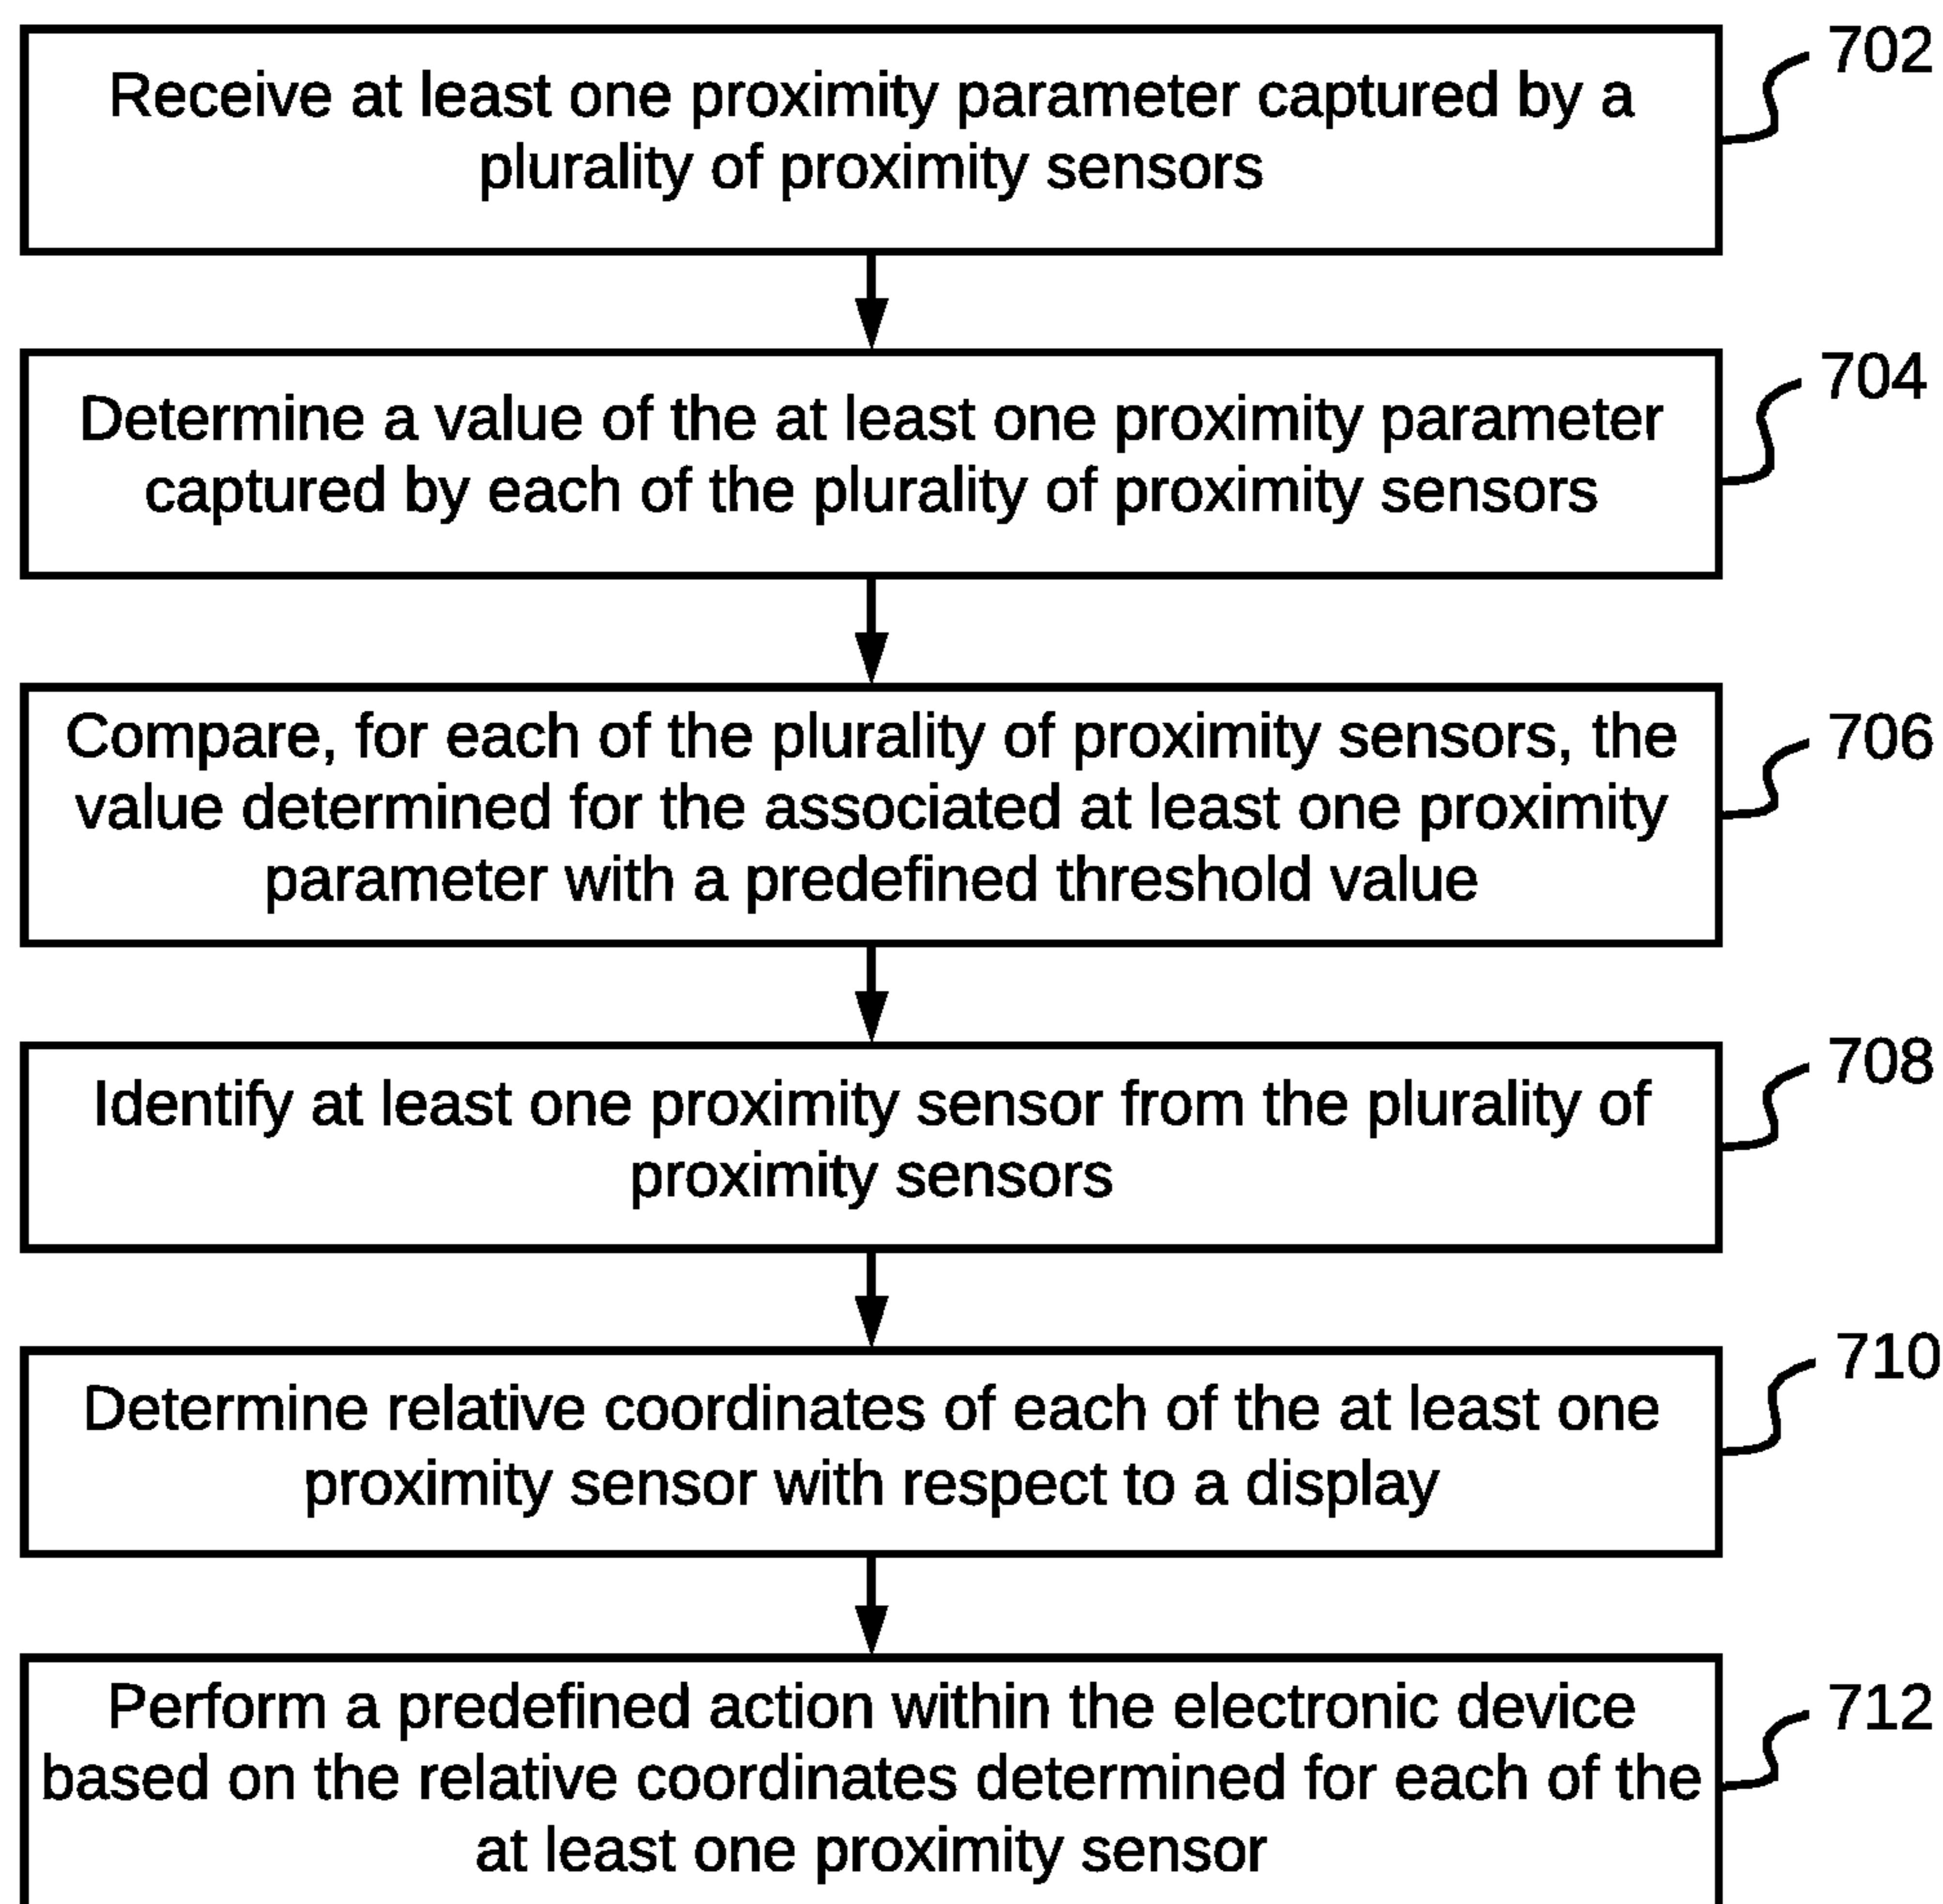 702
Receive at least one proximity parameter captured by a
plurality of proximity sensors
704
Determine a value of the at least one proximity parameter
captured by each of the plurality of proximity sensors
706
Compare, for each of the plurality of proximity sensors, the
value determined for the associated at least one proximity
parameter with a predefined threshold value
708
Identify at least one proximity sensor from the plurality of
proximity sensors
710
Determine relative coordinates of each of the at least one
proximity sensor with respect to a display
712
Perform a predefined action within the electronic device
based on the relative coordinates determined for each of the
at least one proximity sensor